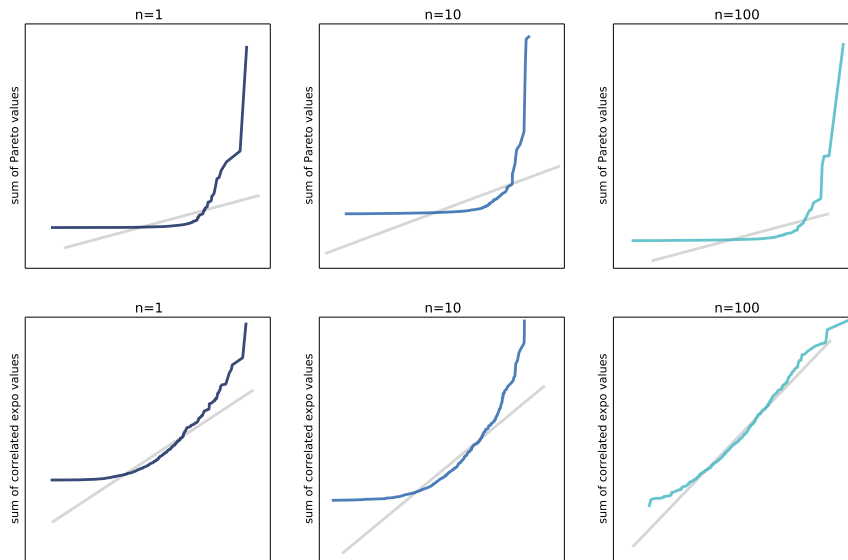 n=1
n=10
n=100
sum of Pareto values
sum of Pareto values
sum of Pareto values
n=1
n=10
n=100
sum of correlated expo values
sum of correlated expo values
sum of correlated expo values